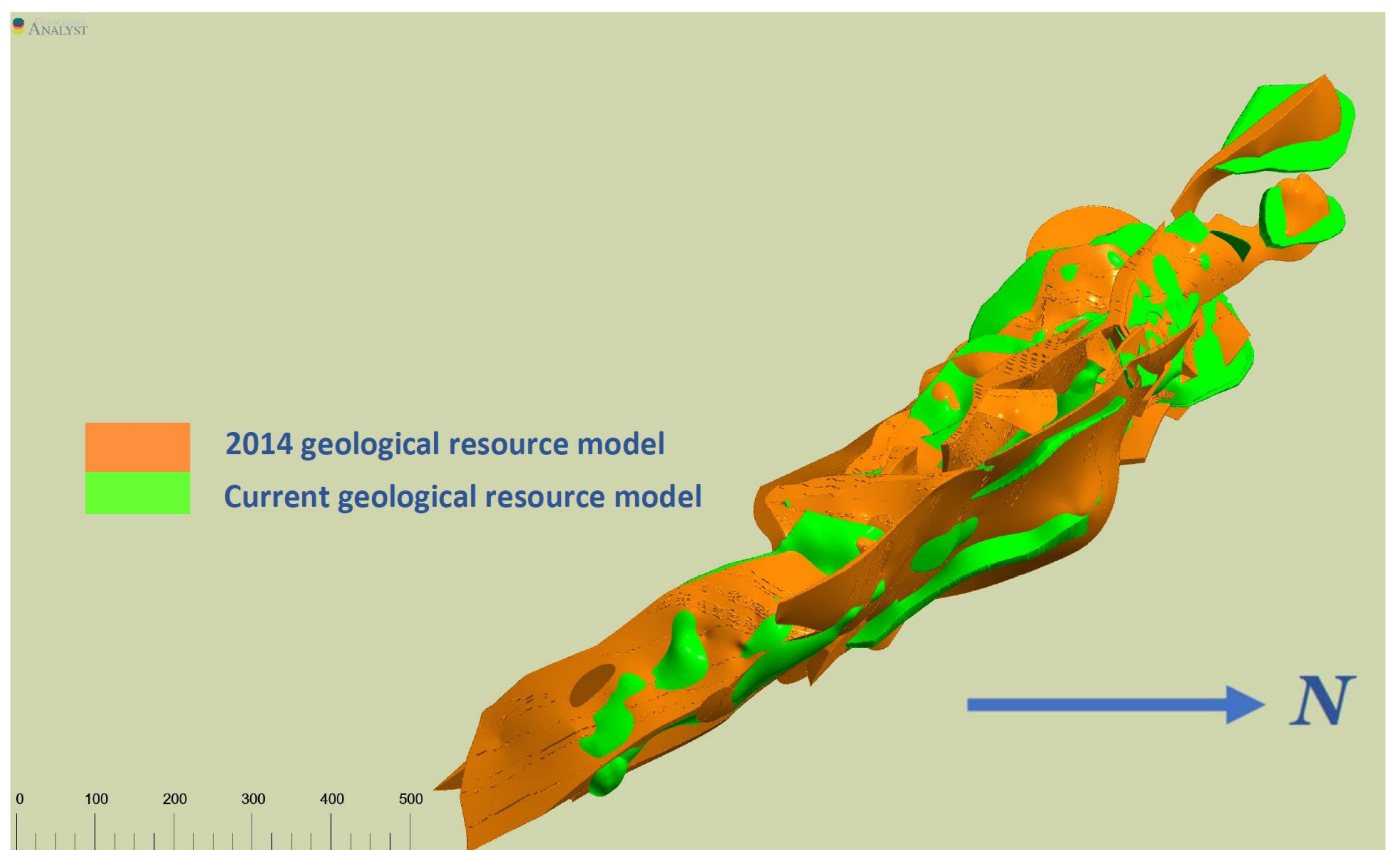 ANALYST
2014 geological resource model
Current geological resource model
N
0 100 200 300 400 500